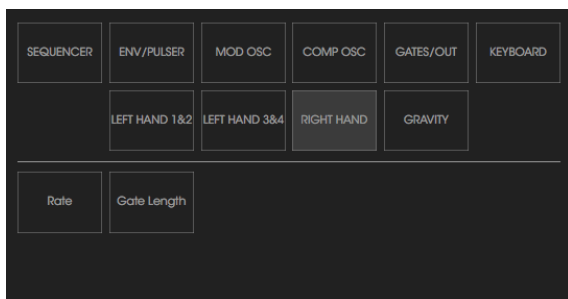 SEQUENCER ENV/PULSER MOD OSC COMP OSC GATES/OUT KEYBOARD
LEFT HAND 1&2 LEFT HAND 3&4 RIGHT HAND GRAVITY
Rate Gate Length